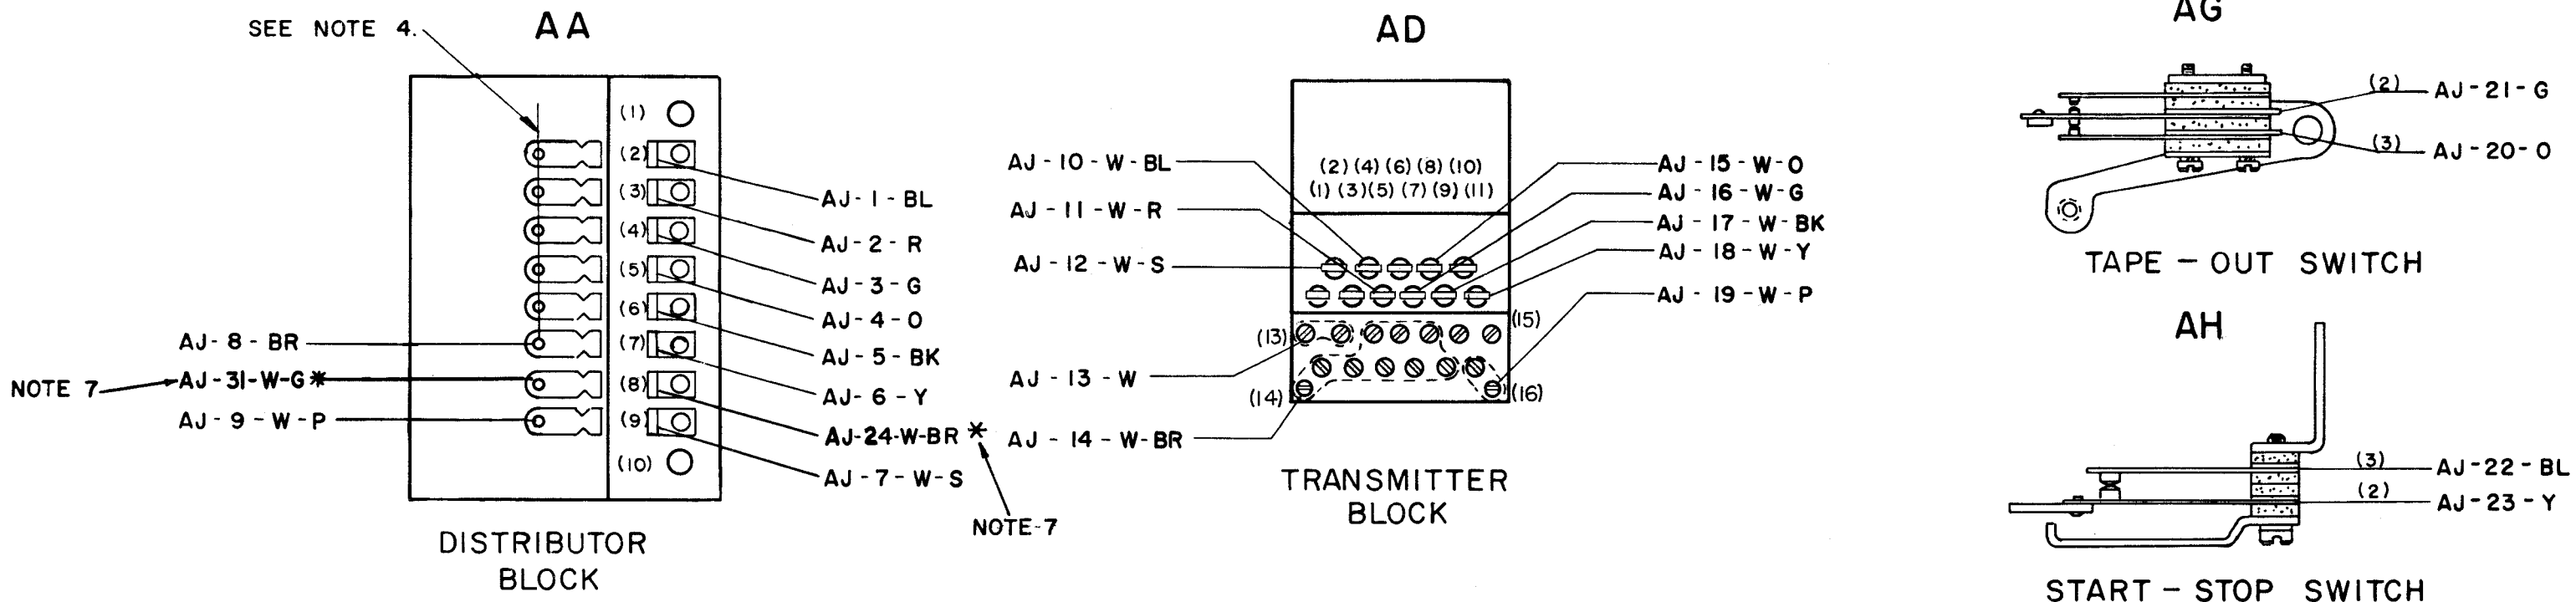 SEE NOTE 4.
AA
(1)
(2)
(3)
(4)
(5)
(6)
(7)
(8)
(9)
(10)
AJ-1-BL
AJ-2-R
AJ-3-G
AJ-4-O
AJ-5-BK
AJ-6-Y
AJ-24-W-BR *
AJ-7-W-S
NOTE-7
AJ-8-BR
NOTE 7
AJ-31-W-G *
AJ-9-W-P
DISTRIBUTOR
BLOCK
AD
(2) (4) (6) (8) (10)
(1) (3) (5) (7) (9) (11)
AJ-10-W-BL
AJ-11-W-R
AJ-12-W-S
AJ-13-W
AJ-14-W-BR
AJ-15-W-O
AJ-16-W-G
AJ-17-W-BK
AJ-18-W-Y
AJ-19-W-P
(13)
(15)
(14)
(16)
TRANSMITTER
BLOCK
AG
(2) AJ-21-G
(3) AJ-20-O
TAPE-OUT SWITCH
AH
(3) AJ-22-BL
(2) AJ-23-Y
START-STOP SWITCH